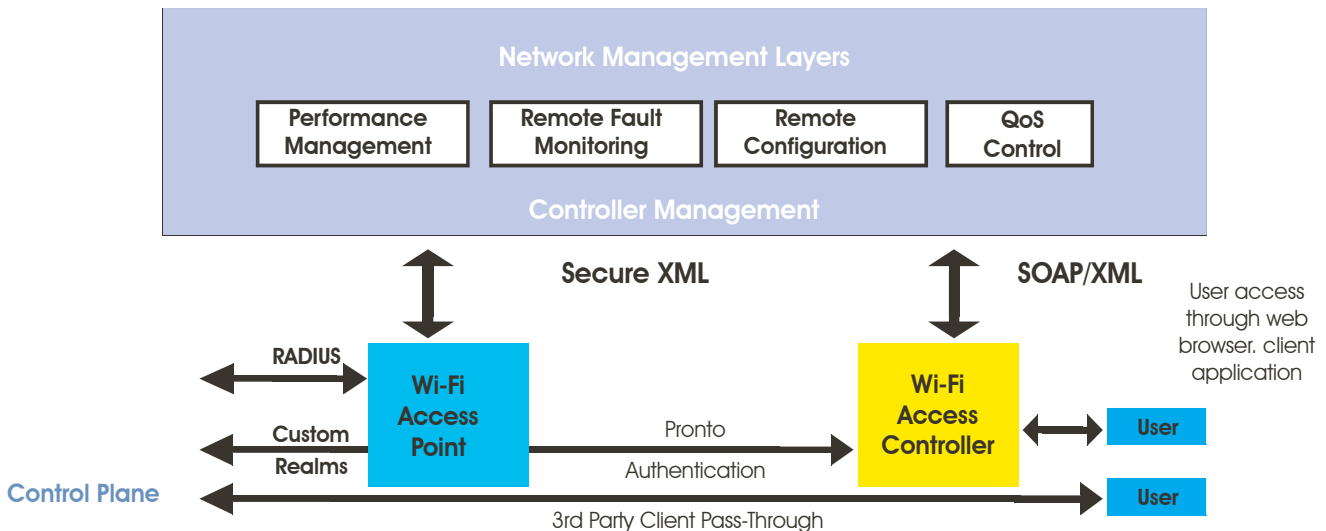 Network Management Layers
Performance
Management
Remote Fault
Monitoring
Remote
Configuration
QoS
Control
Controller Management
Secure XML
SOAP/XML
User access
through web
browser. client
application
RADIUS
Wi-Fi
Access
Point
Wi-Fi
Access
Controller
Custom
Realms
Pronto
Authentication
User
User
Control Plane
3rd Party Client Pass-Through